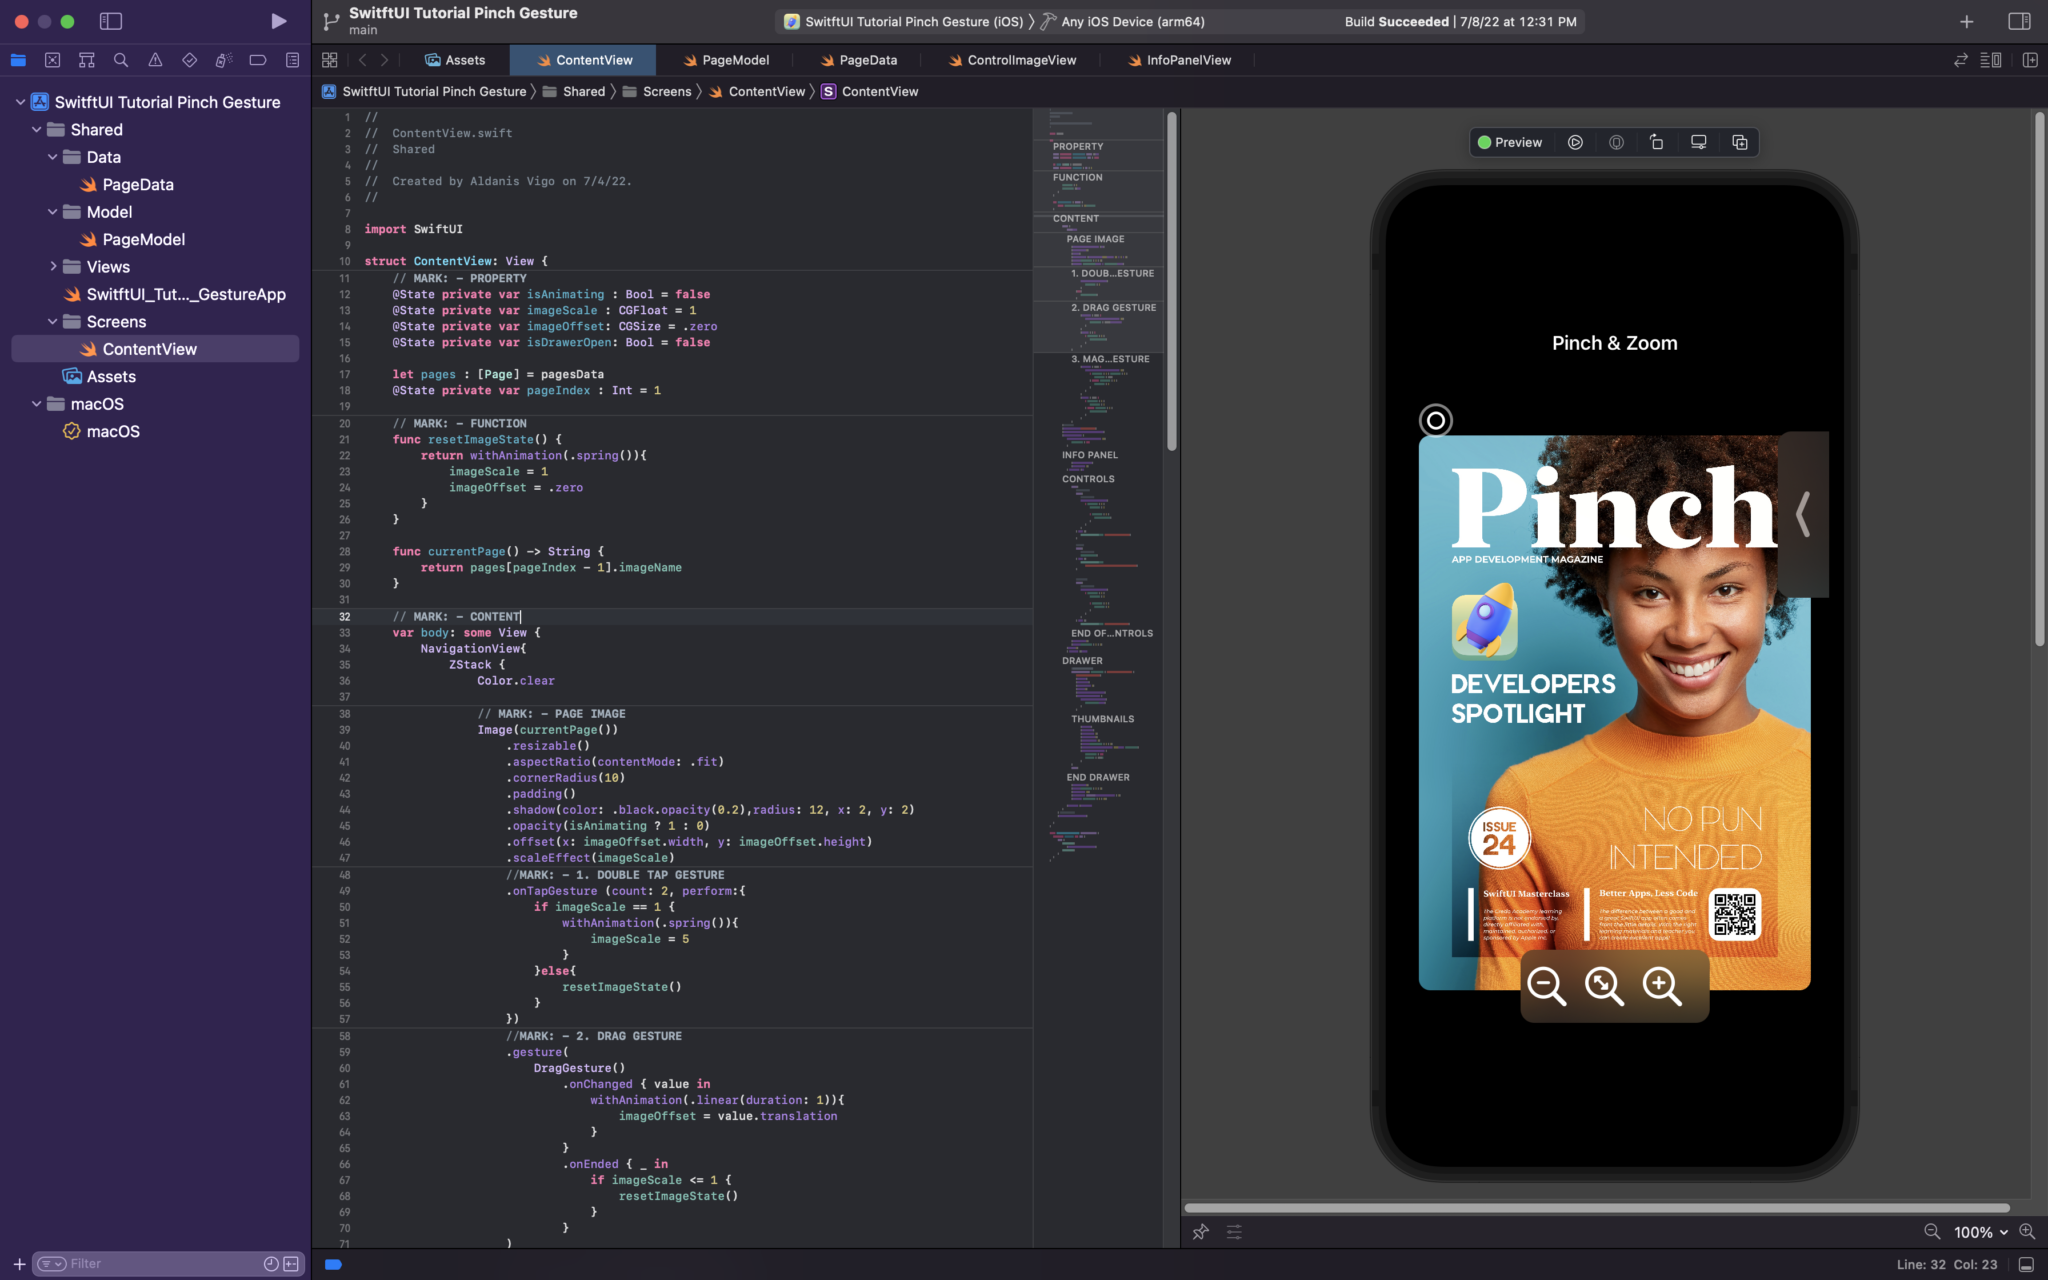 SwitftUI Tutorial Pinch Gesture
main
SwitftUI Tutorial Pinch Gesture (iOS) 〉 Any iOS Device (arm64)
Build Succeeded | 7/8/22 at 12:31 PM
Assets
ContentView
PageModel
PageData
ControlImageView
InfoPanelView
SwitftUI Tutorial Pinch Gesture 〉 Shared 〉 Screens 〉 ContentView 〉 S ContentView
SwitftUI Tutorial Pinch Gesture
Shared
Data
PageData
Model
PageModel
Views
SwitftUI_Tut..._GestureApp
Screens
ContentView
Assets
macOS
macOS
Filter
1 //
2 //  ContentView.swift
3 //  Shared
4 //
5 //  Created by Aldanis Vigo on 7/4/22.
6 //
7
8 import SwiftUI
9
10 struct ContentView: View {
11     // MARK: - PROPERTY
12     @State private var isAnimating : Bool = false
13     @State private var imageScale : CGFloat = 1
14     @State private var imageOffset: CGSize = .zero
15     @State private var isDrawerOpen: Bool = false
16
17     let pages : [Page] = pagesData
18     @State private var pageIndex : Int = 1
19
20     // MARK: - FUNCTION
21     func resetImageState() {
22         return withAnimation(.spring()){
23             imageScale = 1
24             imageOffset = .zero
25         }
26     }
27
28     func currentPage() -> String {
29         return pages[pageIndex - 1].imageName
30     }
31
32     // MARK: - CONTENT
33     var body: some View {
34         NavigationView{
35             ZStack {
36                 Color.clear
37
38                 // MARK: - PAGE IMAGE
39                 Image(currentPage())
40                     .resizable()
41                     .aspectRatio(contentMode: .fit)
42                     .cornerRadius(10)
43                     .padding()
44                     .shadow(color: .black.opacity(0.2),radius: 12, x: 2, y: 2)
45                     .opacity(isAnimating ? 1 : 0)
46                     .offset(x: imageOffset.width, y: imageOffset.height)
47                     .scaleEffect(imageScale)
48                     //MARK: - 1. DOUBLE TAP GESTURE
49                     .onTapGesture (count: 2, perform:{
50                         if imageScale == 1 {
51                             withAnimation(.spring()){
52                                 imageScale = 5
53                             }
54                         }else{
55                             resetImageState()
56                         }
57                     })
58                     //MARK: - 2. DRAG GESTURE
59                     .gesture(
60                         DragGesture()
61                             .onChanged { value in
62                                 withAnimation(.linear(duration: 1)){
63                                     imageOffset = value.translation
64                                 }
65                             }
66                             .onEnded { _ in
67                                 if imageScale <= 1 {
68                                     resetImageState()
69                                 }
70                             }
71                     )
PROPERTY
FUNCTION
CONTENT
PAGE IMAGE
1. DOUB...ESTURE
2. DRAG GESTURE
3. MAG...ESTURE
INFO PANEL
CONTROLS
END OF...NTROLS
DRAWER
THUMBNAILS
END DRAWER
Preview
Pinch & Zoom
Pinch
APP DEVELOPMENT MAGAZINE
DEVELOPERS
SPOTLIGHT
ISSUE
24
NO PUN
INTENDED
SwiftUI Masterclass
Better Apps, Less Code
100%
Line: 32 Col: 23